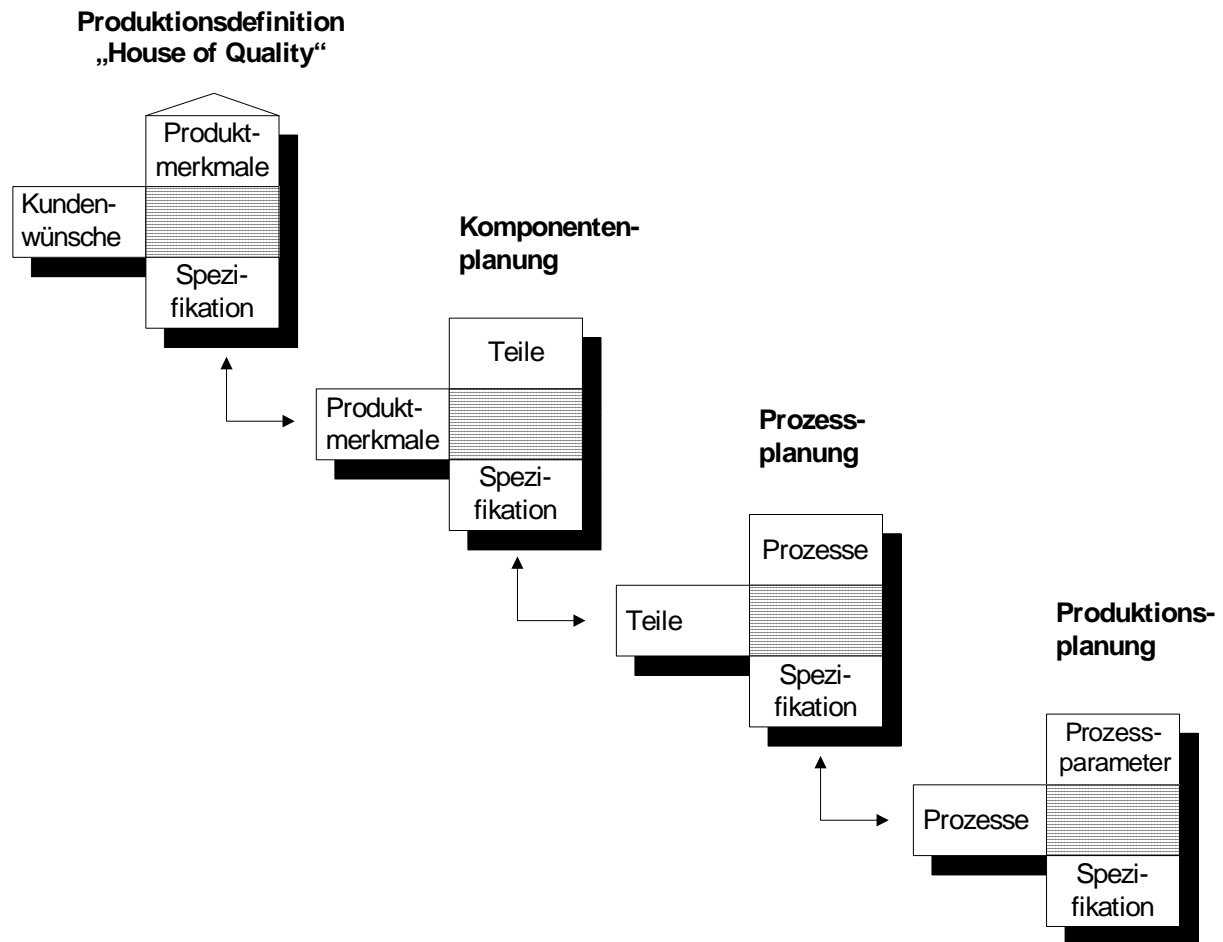 Produktionsdefinition
„House of Quality“
Produkt-
merkmale
Kunden-
wünsche
Spezi-
fikation
Komponenten-
planung
Teile
Produkt-
merkmale
Spezi-
fikation
Prozess-
planung
Prozesse
Teile
Spezi-
fikation
Produktions-
planung
Prozess-
parameter
Prozesse
Spezi-
fikation